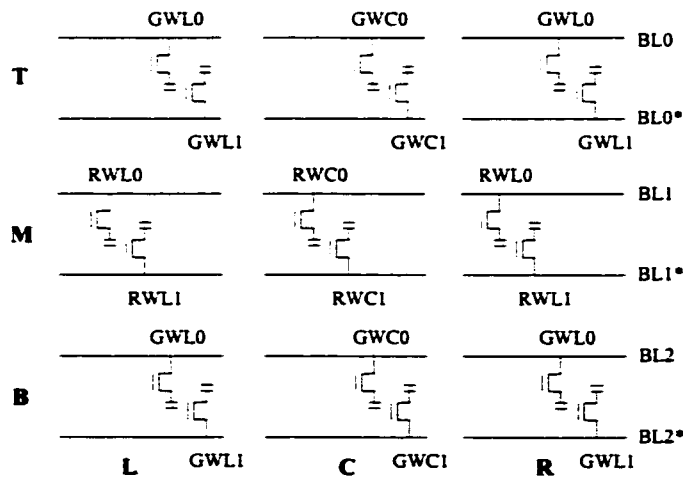 GWL0 GWC0 GWL0
BL0
T
BL0*
GWL1 GWC1 GWL1
RWL0 RWC0 RWL0
BL1
M
BL1*
RWL1 RWC1 RWL1
GWL0 GWC0 GWL0
BL2
B
BL2*
L GWL1 C GWC1 R GWL1